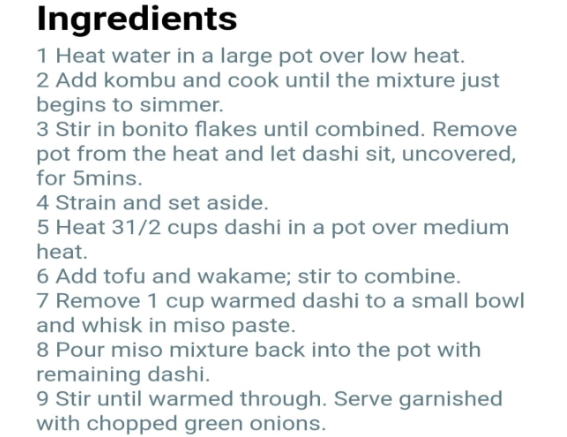 Ingredients
1 Heat water in a large pot over low heat.
2 Add kombu and cook until the mixture just
begins to simmer.
3 Stir in bonito flakes until combined. Remove
pot from the heat and let dashi sit, uncovered,
for 5mins.
4 Strain and set aside.
5 Heat 31/2 cups dashi in a pot over medium
heat.
6 Add tofu and wakame; stir to combine.
7 Remove 1 cup warmed dashi to a small bowl
and whisk in miso paste.
8 Pour miso mixture back into the pot with
remaining dashi.
9 Stir until warmed through. Serve garnished
with chopped green onions.